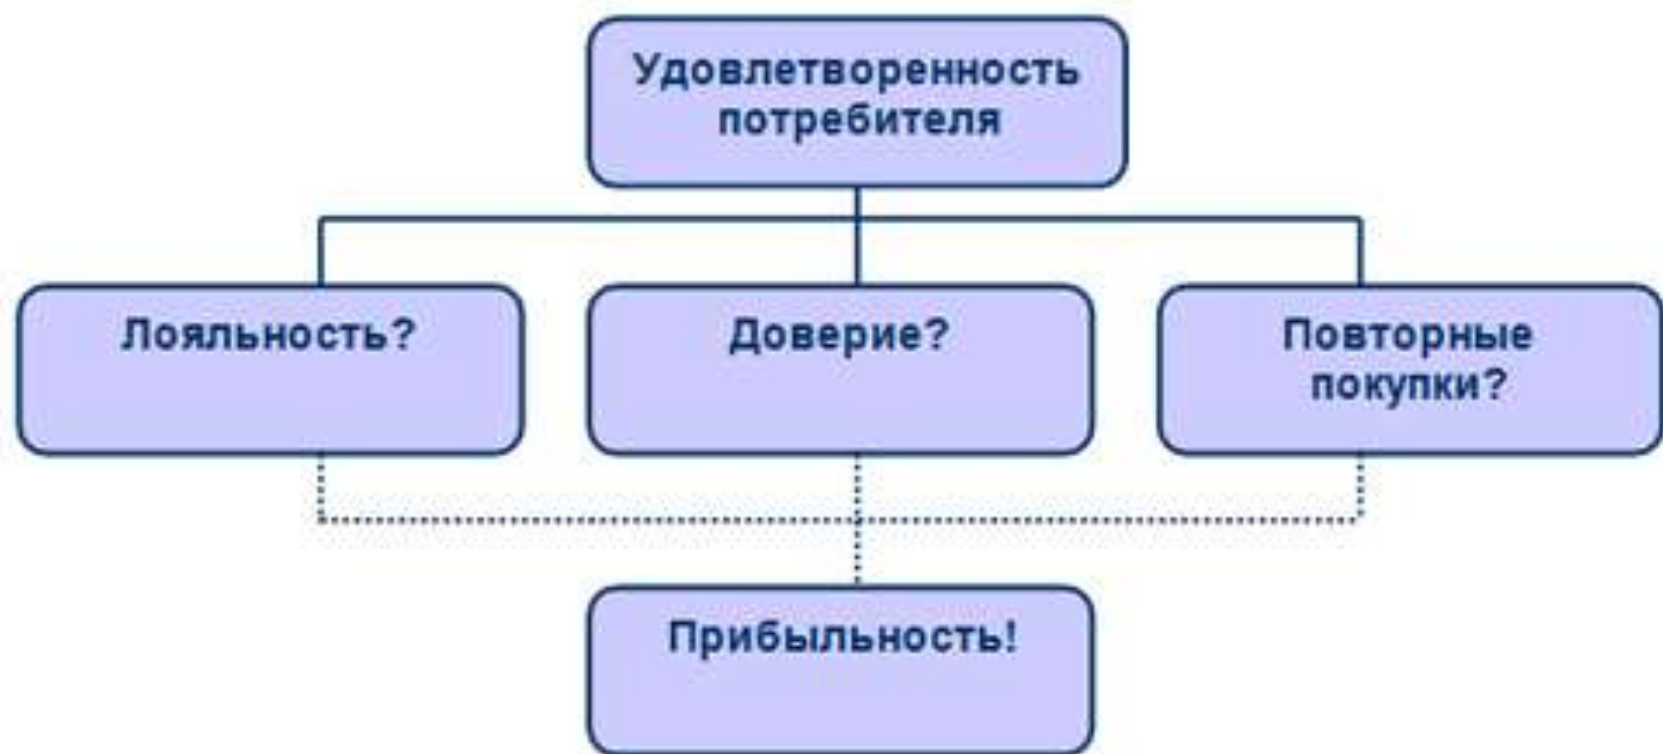 Удовлетворенность
потребителя
Лояльность?
Доверие?
Повторные
покупки?
Прибыльность!